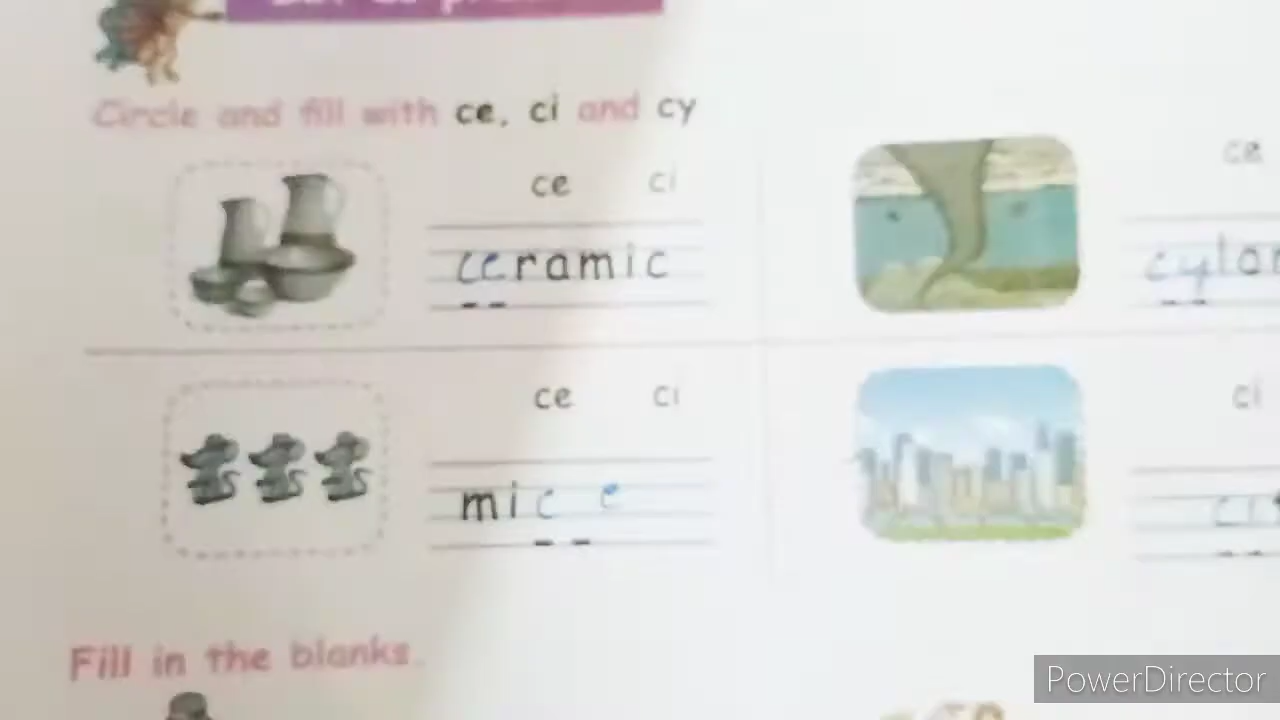 Circle and fill with ce, ci and cy
ce ci
ceramic
ce
ce ci
mice
ci
Fill in the blanks.
PowerDirector